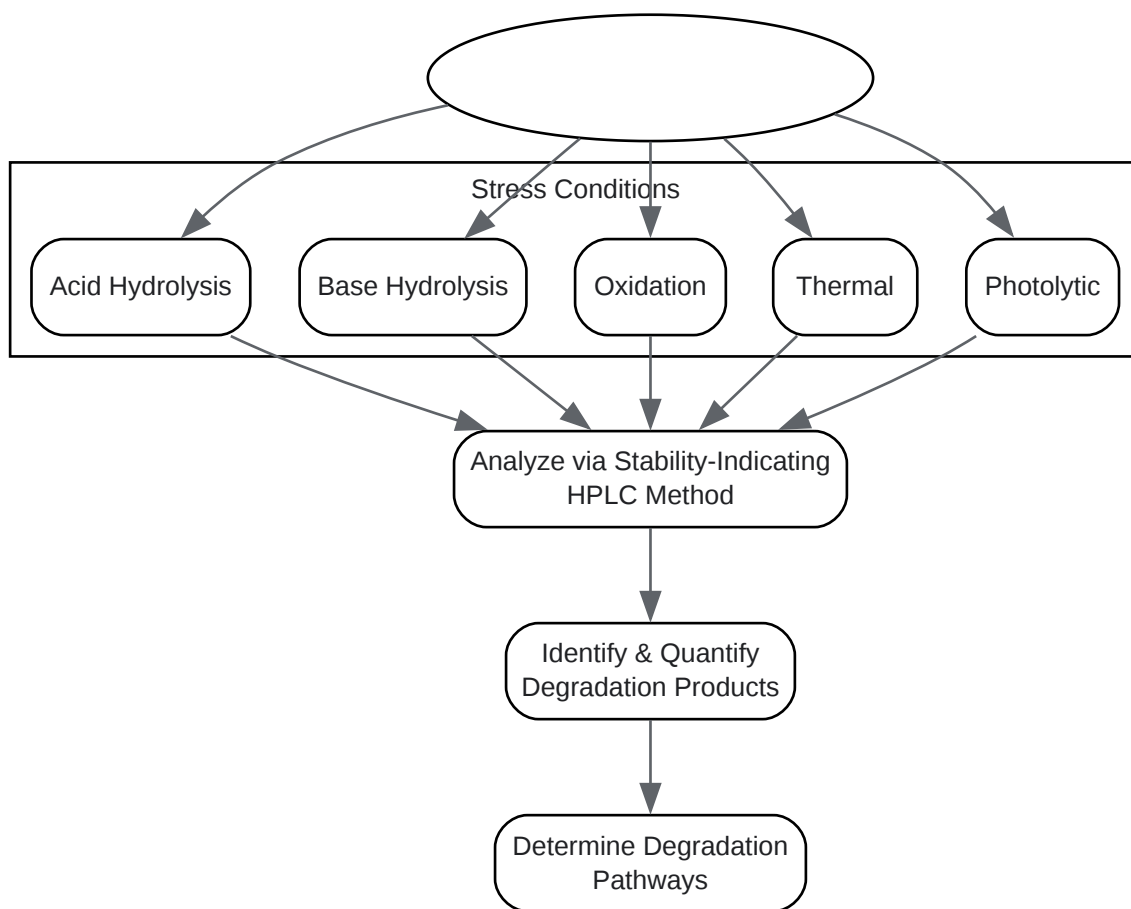 Stress Conditions
Acid Hydrolysis
Base Hydrolysis
Oxidation
Thermal
Photolytic
Analyze via Stability-Indicating
HPLC Method
Identify & Quantify
Degradation Products
Determine Degradation
Pathways